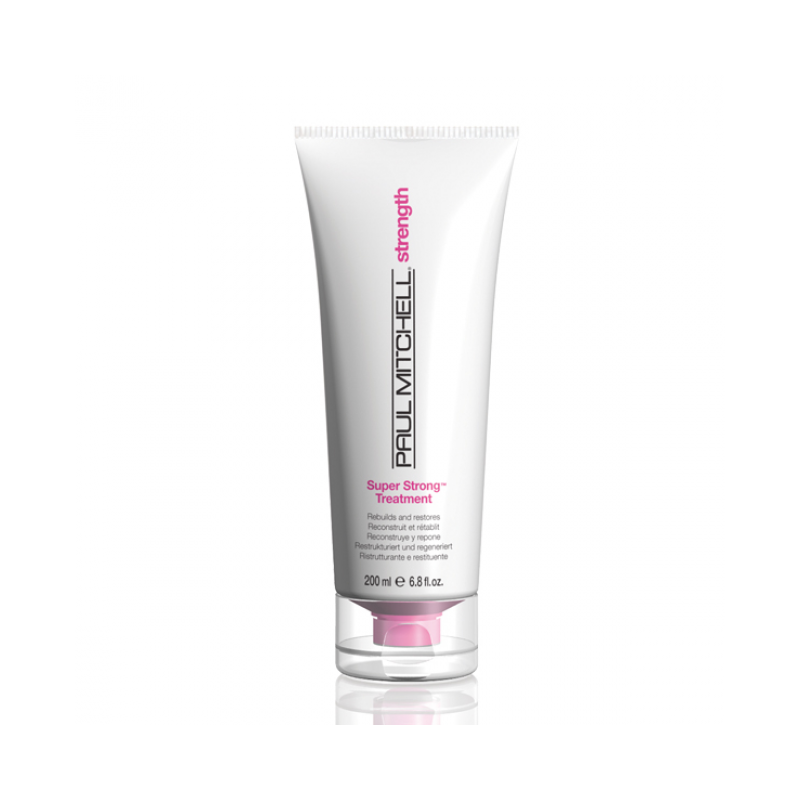 PAUL MITCHELL® strength
Super Strong™
Treatment
Rebuilds and restores
Reconstruit et rétablit
Reconstruye y repone
Restrukturiert und regeneriert
Ristrutturante e restituente
200 ml ℮ 6.8 fl.oz.